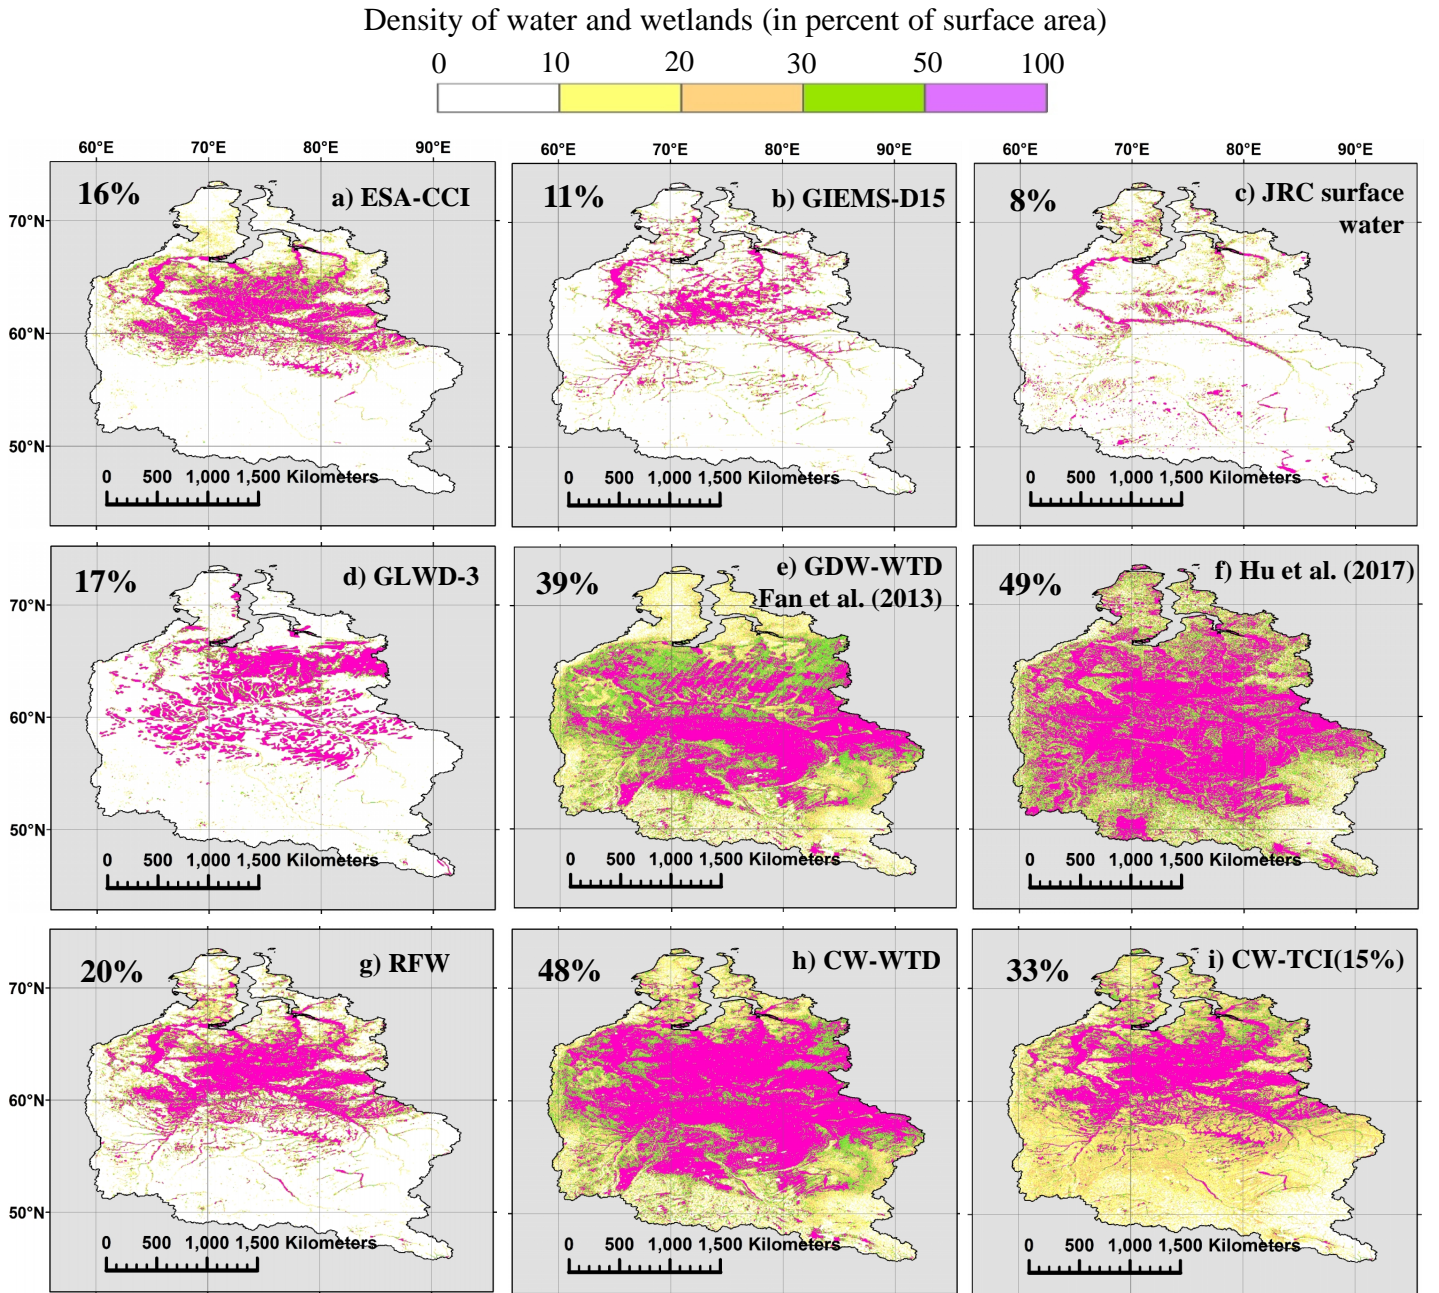 Density of water and wetlands (in percent of surface area)
0 10 20 30 50 100
60°E 70°E 80°E 90°E 60°E 70°E 80°E 90°E 60°E 70°E 80°E 90°E
16% a) ESA-CCI
70°N
60°N
50°N
0 500 1,000 1,500 Kilometers
11% b) GIEMS-D15
0 500 1,000 1,500 Kilometers
8% c) JRC surface
water
0 500 1,000 1,500 Kilometers
17% d) GLWD-3
70°N
60°N
50°N
0 500 1,000 1,500 Kilometers
39% e) GDW-WTD
Fan et al. (2013)
0 500 1,000 1,500 Kilometers
49% f) Hu et al. (2017)
0 500 1,000 1,500 Kilometers
20% g) RFW
70°N
60°N
50°N
0 500 1,000 1,500 Kilometers
48% h) CW-WTD
0 500 1,000 1,500 Kilometers
33% i) CW-TCI(15%)
0 500 1,000 1,500 Kilometers